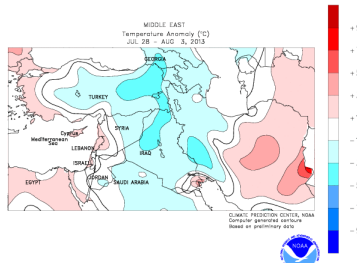 MIDDLE EAST
Temperature Anomaly (°C)
JUL 28 - AUG 3, 2013
GEORGIA
TURKEY
SYRIA
Cyprus
Mediterranean
Sea
LEBANON
IRAQ
ISRAEL
JORDAN
EGYPT
SAUDI ARABIA
CLIMATE PREDICTION CENTER, NOAA
Computer generated contours
Based on preliminary data
NOAA